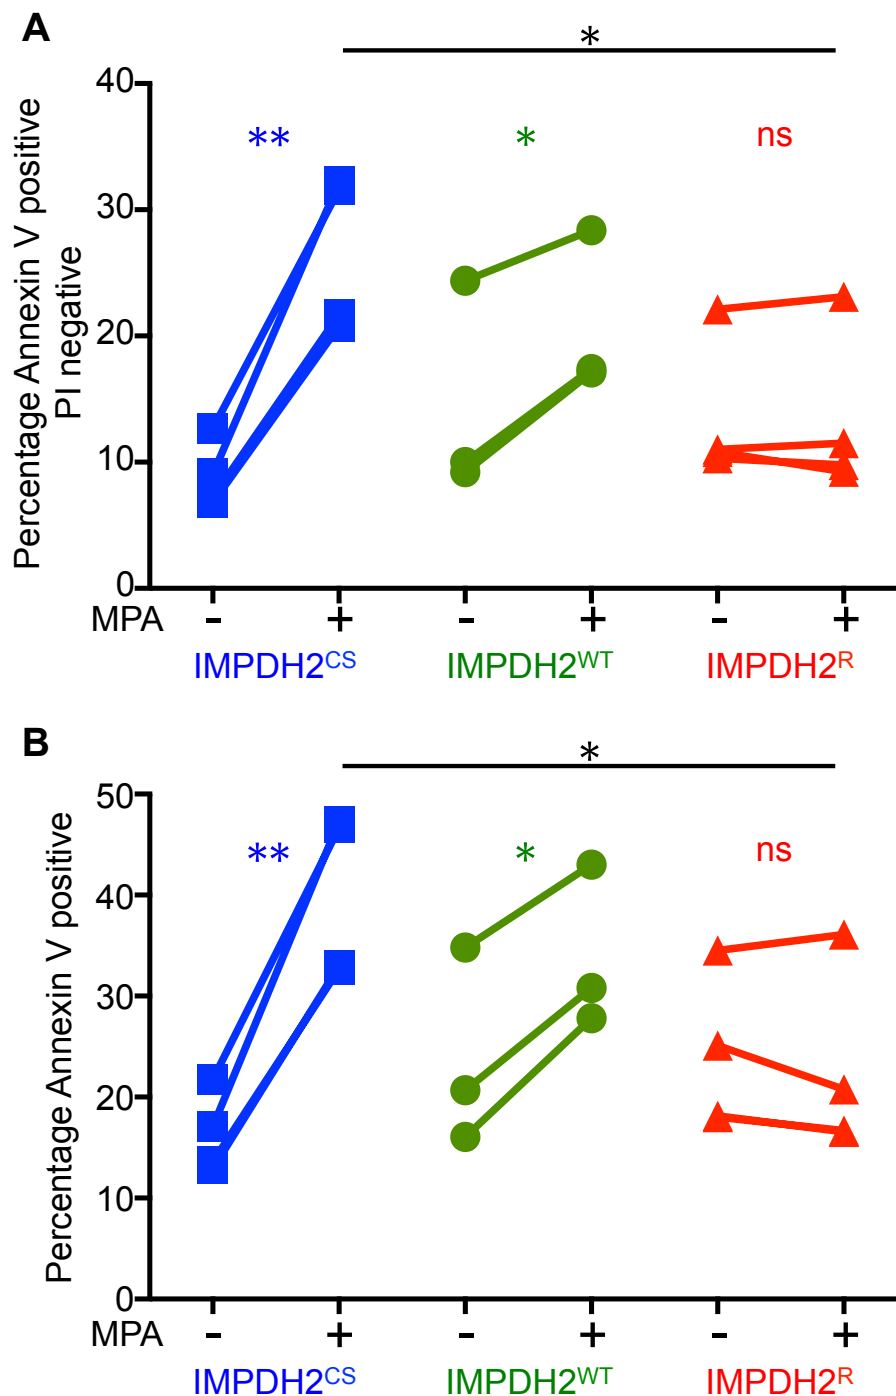 A
*
40
** * ns
30
20
10
0
Percentage Annexin V positive
PI negative
MPA - + - + - +
IMPDH2CS IMPDH2WT IMPDH2R
B
*
50
** * ns
40
30
20
10
0
Percentage Annexin V positive
MPA - + - + - +
IMPDH2CS IMPDH2WT IMPDH2R